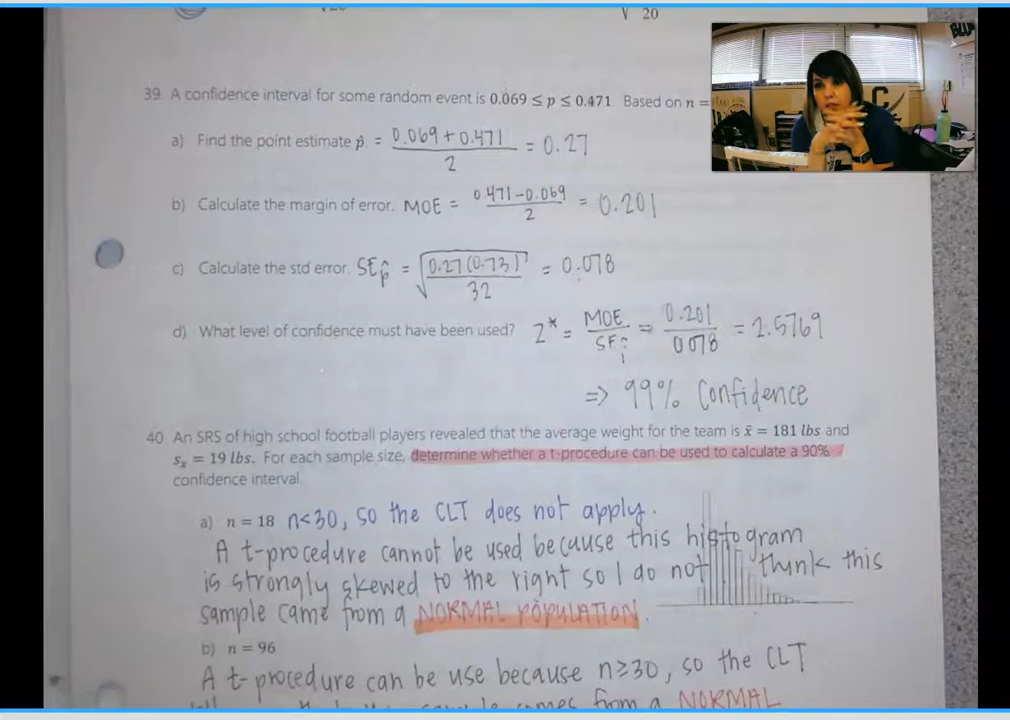 V 20
39. A confidence interval for some random event is 0.069 ≤ p ≤ 0.471. Based on n =
a) Find the point estimate p̂ = (0.069 + 0.471)/2 = 0.27
b) Calculate the margin of error. MOE = (0.471 - 0.069)/2 = 0.201
c) Calculate the std error. SE p̂ = √(0.27(0.73)/32) = 0.078
d) What level of confidence must have been used? Z* = MOE/SE p̂ ⇒ 0.201/0.078 = 2.5769
⇒ 99% Confidence
40. An SRS of high school football players revealed that the average weight for the team is x̄ = 181 lbs and
sₓ = 19 lbs. For each sample size, determine whether a t-procedure can be used to calculate a 90%
confidence interval.
a) n = 18 n<30, so the CLT does not apply.
A t-procedure cannot be used because this histogram
is strongly skewed to the right so I do not think this
sample came from a NORMAL POPULATION.
b) n = 96
A t-procedure can be use because n≥30, so the CLT
comes from a NORMAL